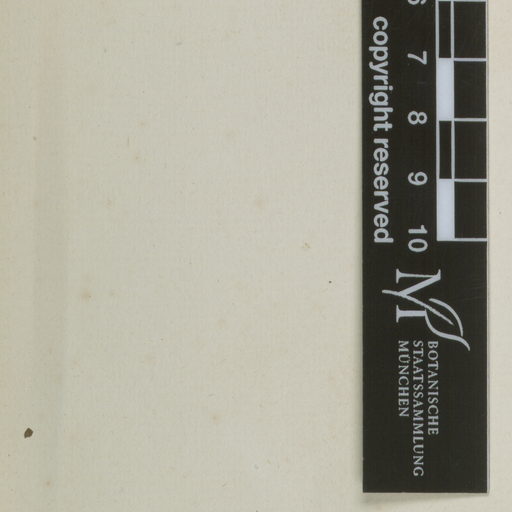 copyright reserved
6 7 8 9 10
M
BOTANISCHE
STAATSSAMMLUNG
MÜNCHEN